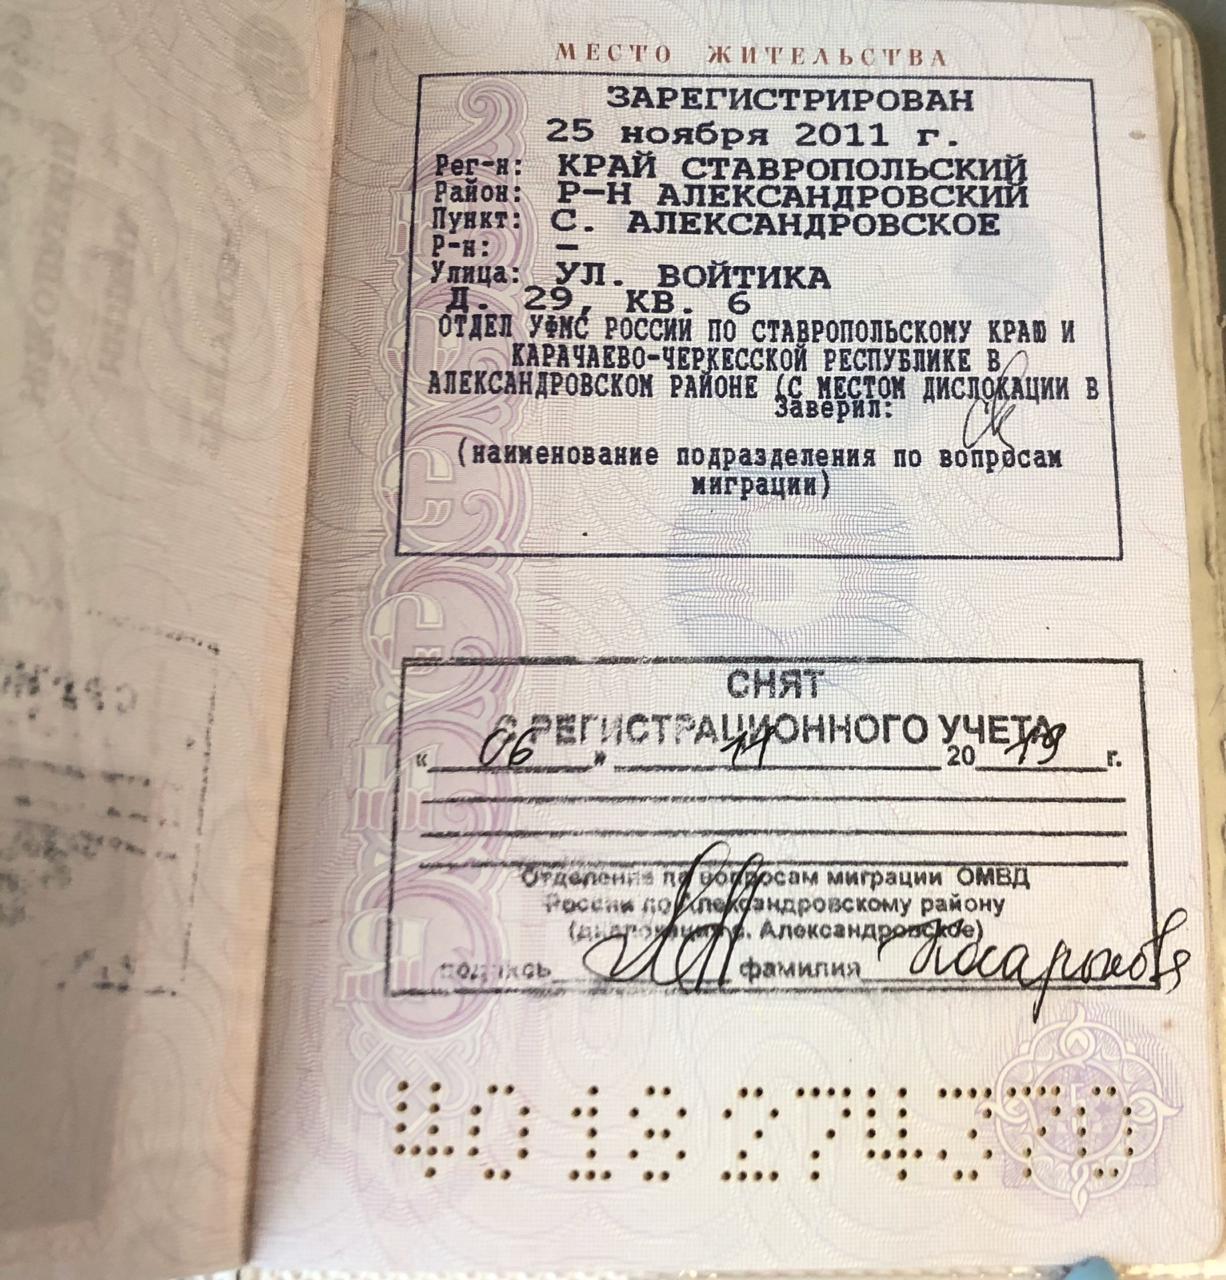 МЕСТО ЖИТЕЛЬСТВА
ЗАРЕГИСТРИРОВАН
25 ноября 2011 г.
Рег-н: КРАЙ СТАВРОПОЛЬСКИЙ
Район: Р-Н АЛЕКСАНДРОВСКИЙ
Пункт: С. АЛЕКСАНДРОВСКОЕ
Р-н: –
Улица: УЛ. ВОЙТИКА
Д. 29, КВ. 6
ОТДЕЛ УФМС РОССИИ ПО СТАВРОПОЛЬСКОМУ КРАЮ И
КАРАЧАЕВО-ЧЕРКЕССКОЙ РЕСПУБЛИКЕ В
АЛЕКСАНДРОВСКОМ РАЙОНЕ (С МЕСТОМ ДИСЛОКАЦИИ В
Заверил:
(наименование подразделения по вопросам
миграции)
СНЯТ
С РЕГИСТРАЦИОННОГО УЧЕТА
« 06 » 11 20 19 г.
Отделение по вопросам миграции ОМВД
России по Александровскому району
(дислокация с. Александровское)
подпись фамилия